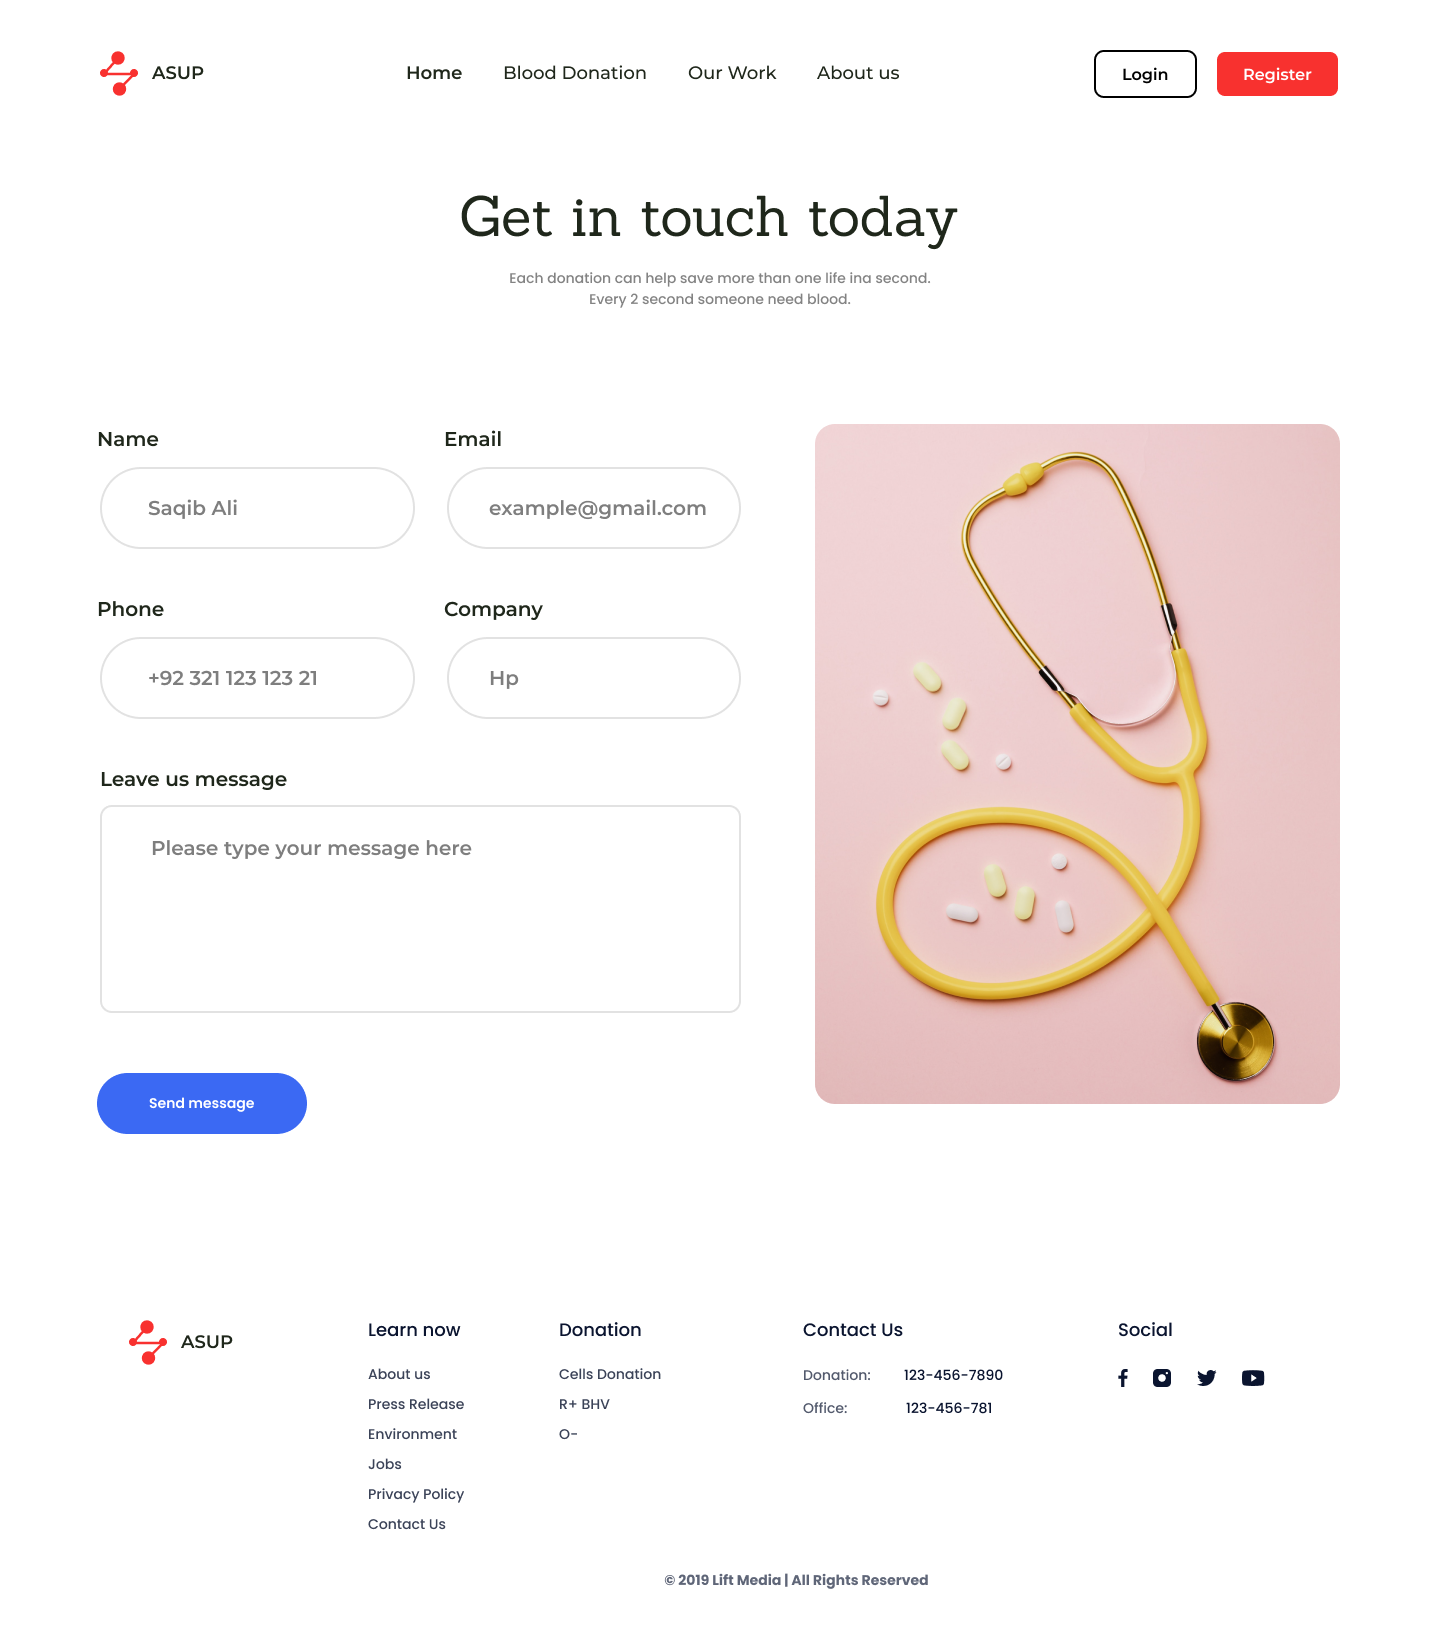 ASUP
Home
Blood Donation
Our Work
About us
Login
Register
Get in touch today
Each donation can help save more than one life ina second.
Every 2 second someone need blood.
Name
Email
Saqib Ali
example@gmail.com
Phone
Company
+92 321 123 123 21
Hp
Leave us message
Please type your message here
Send message
ASUP
Learn now
About us
Press Release
Environment
Jobs
Privacy Policy
Contact Us
Donation
Cells Donation
R+ BHV
O-
Contact Us
Donation: 123-456-7890
Office: 123-456-781
Social
© 2019 Lift Media | All Rights Reserved